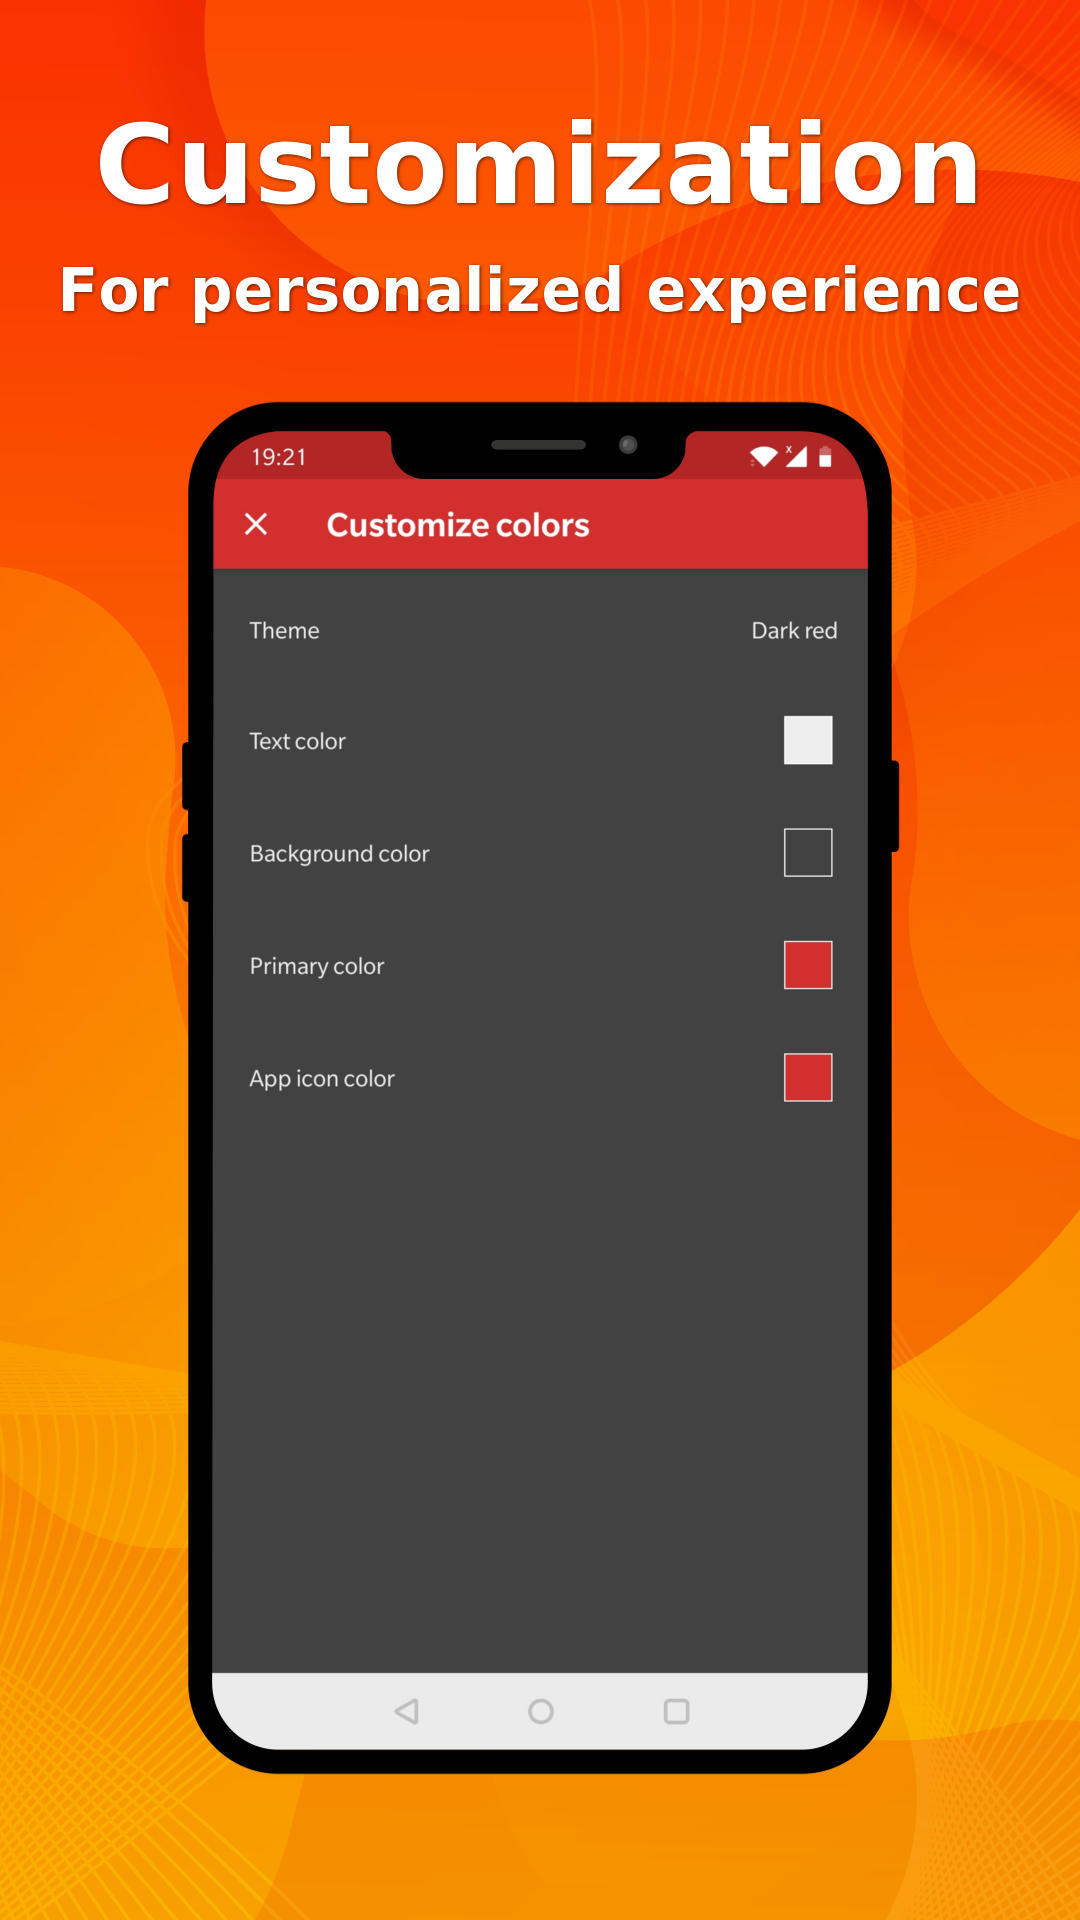 Customization
For personalized experience
19:21
Customize colors
Theme
Dark red
Text color
Background color
Primary color
App icon color